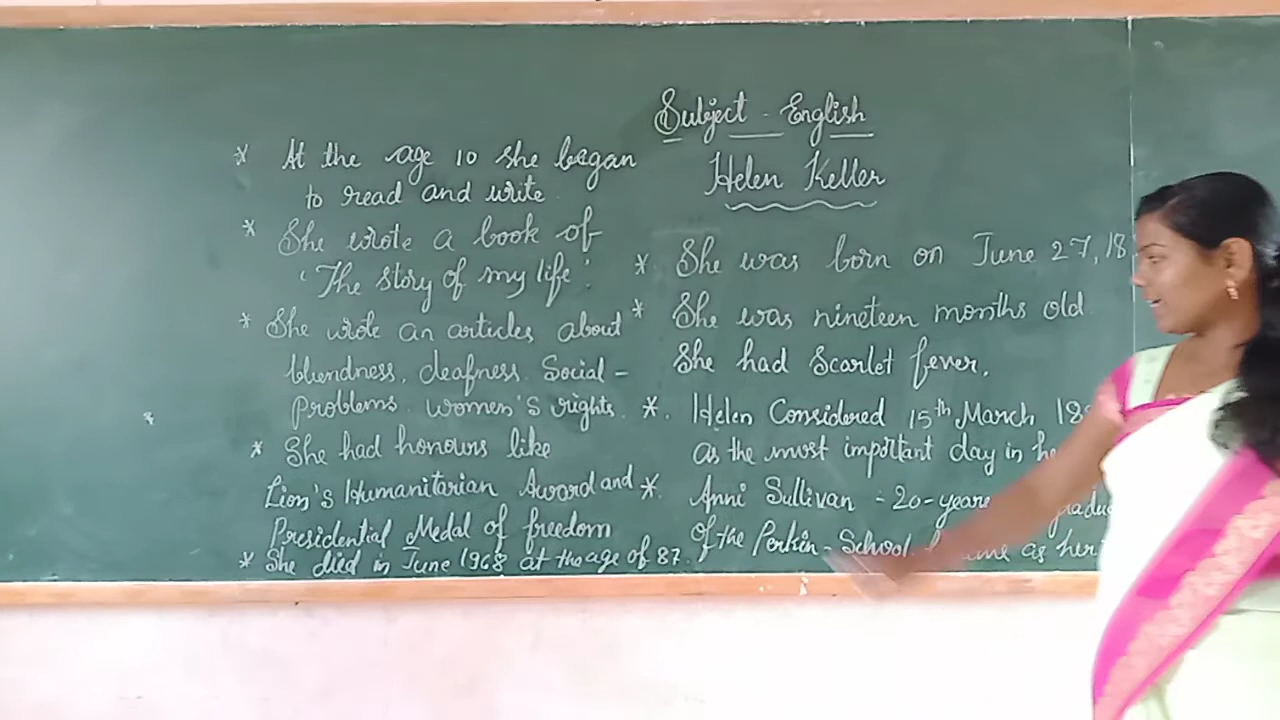 Subject - English
Helen Keller
* She was born on June 27, 18
* She was nineteen months old
She had Scarlet fever.
*. Helen Considered 15th March 18
as the most important day in
*. Anni Sullivan - 20-years
of the Perkin - School as her
* At the age 10 she began
to read and write
* She wrote a book of
'The story of my life'.
* She wrote an articles about
blindness, deafness. Social -
Problems. Women's rights.
* She had honours like
Lion's Humanitarian Award and
Presidential Medal of freedom
* She died in June 1968 at the age of 87.